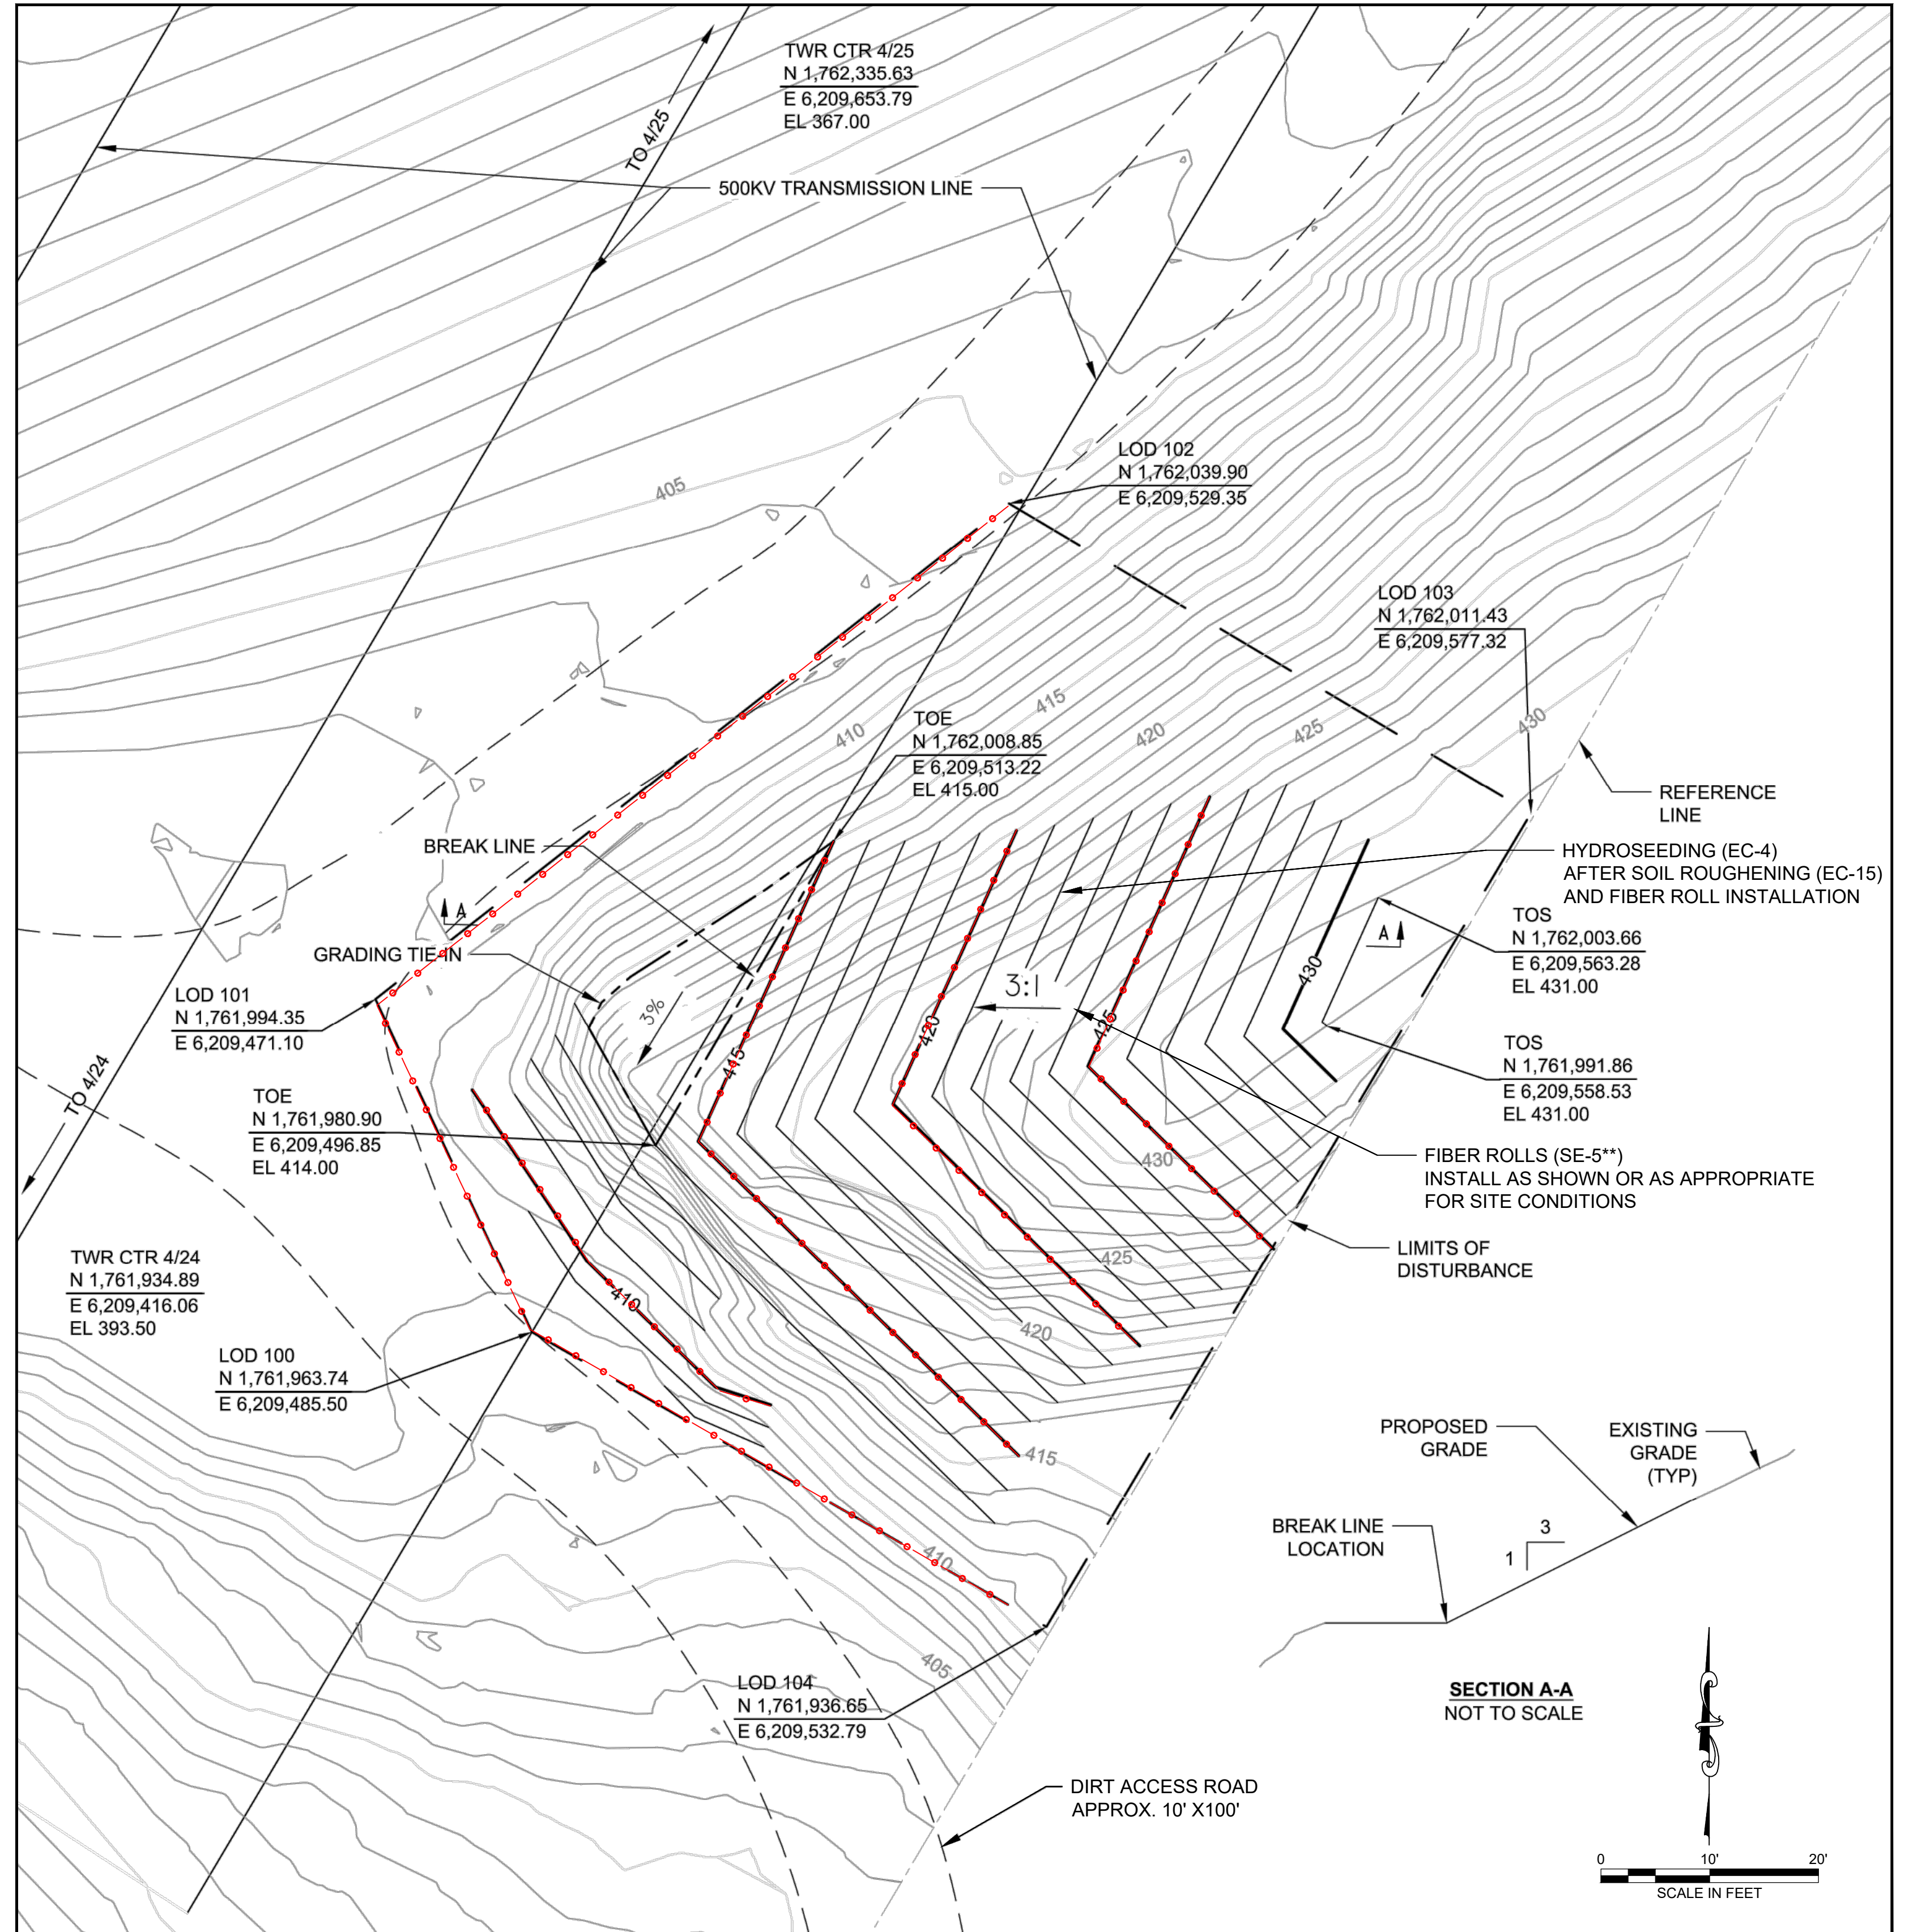 TWR CTR 4/25
N 1,762,335.63
E 6,209,653.79
EL 367.00
TO 4/25
500KV TRANSMISSION LINE
LOD 102
N 1,762,039.90
E 6,209,529.35
405
LOD 103
N 1,762,011.43
E 6,209,577.32
410
415
420
425
430
TOE
N 1,762,008.85
E 6,209,513.22
EL 415.00
REFERENCE
LINE
BREAK LINE
HYDROSEEDING (EC-4)
AFTER SOIL ROUGHENING (EC-15)
AND FIBER ROLL INSTALLATION
A
GRADING TIE-IN
TOS
N 1,762,003.66
E 6,209,563.28
EL 431.00
A
430
3:1
3%
LOD 101
N 1,761,994.35
E 6,209,471.10
415
420
425
TOS
N 1,761,991.86
E 6,209,558.53
EL 431.00
TO 4/24
TOE
N 1,761,980.90
E 6,209,496.85
EL 414.00
430
FIBER ROLLS (SE-5**)
INSTALL AS SHOWN OR AS APPROPRIATE
FOR SITE CONDITIONS
TWR CTR 4/24
N 1,761,934.89
E 6,209,416.06
EL 393.50
425
LIMITS OF
DISTURBANCE
410
420
LOD 100
N 1,761,963.74
E 6,209,485.50
415
PROPOSED
GRADE
EXISTING
GRADE
(TYP)
BREAK LINE
LOCATION
3
1
410
405
LOD 104
N 1,761,936.65
E 6,209,532.79
SECTION A-A
NOT TO SCALE
DIRT ACCESS ROAD
APPROX. 10' X100'
0 10' 20'
SCALE IN FEET